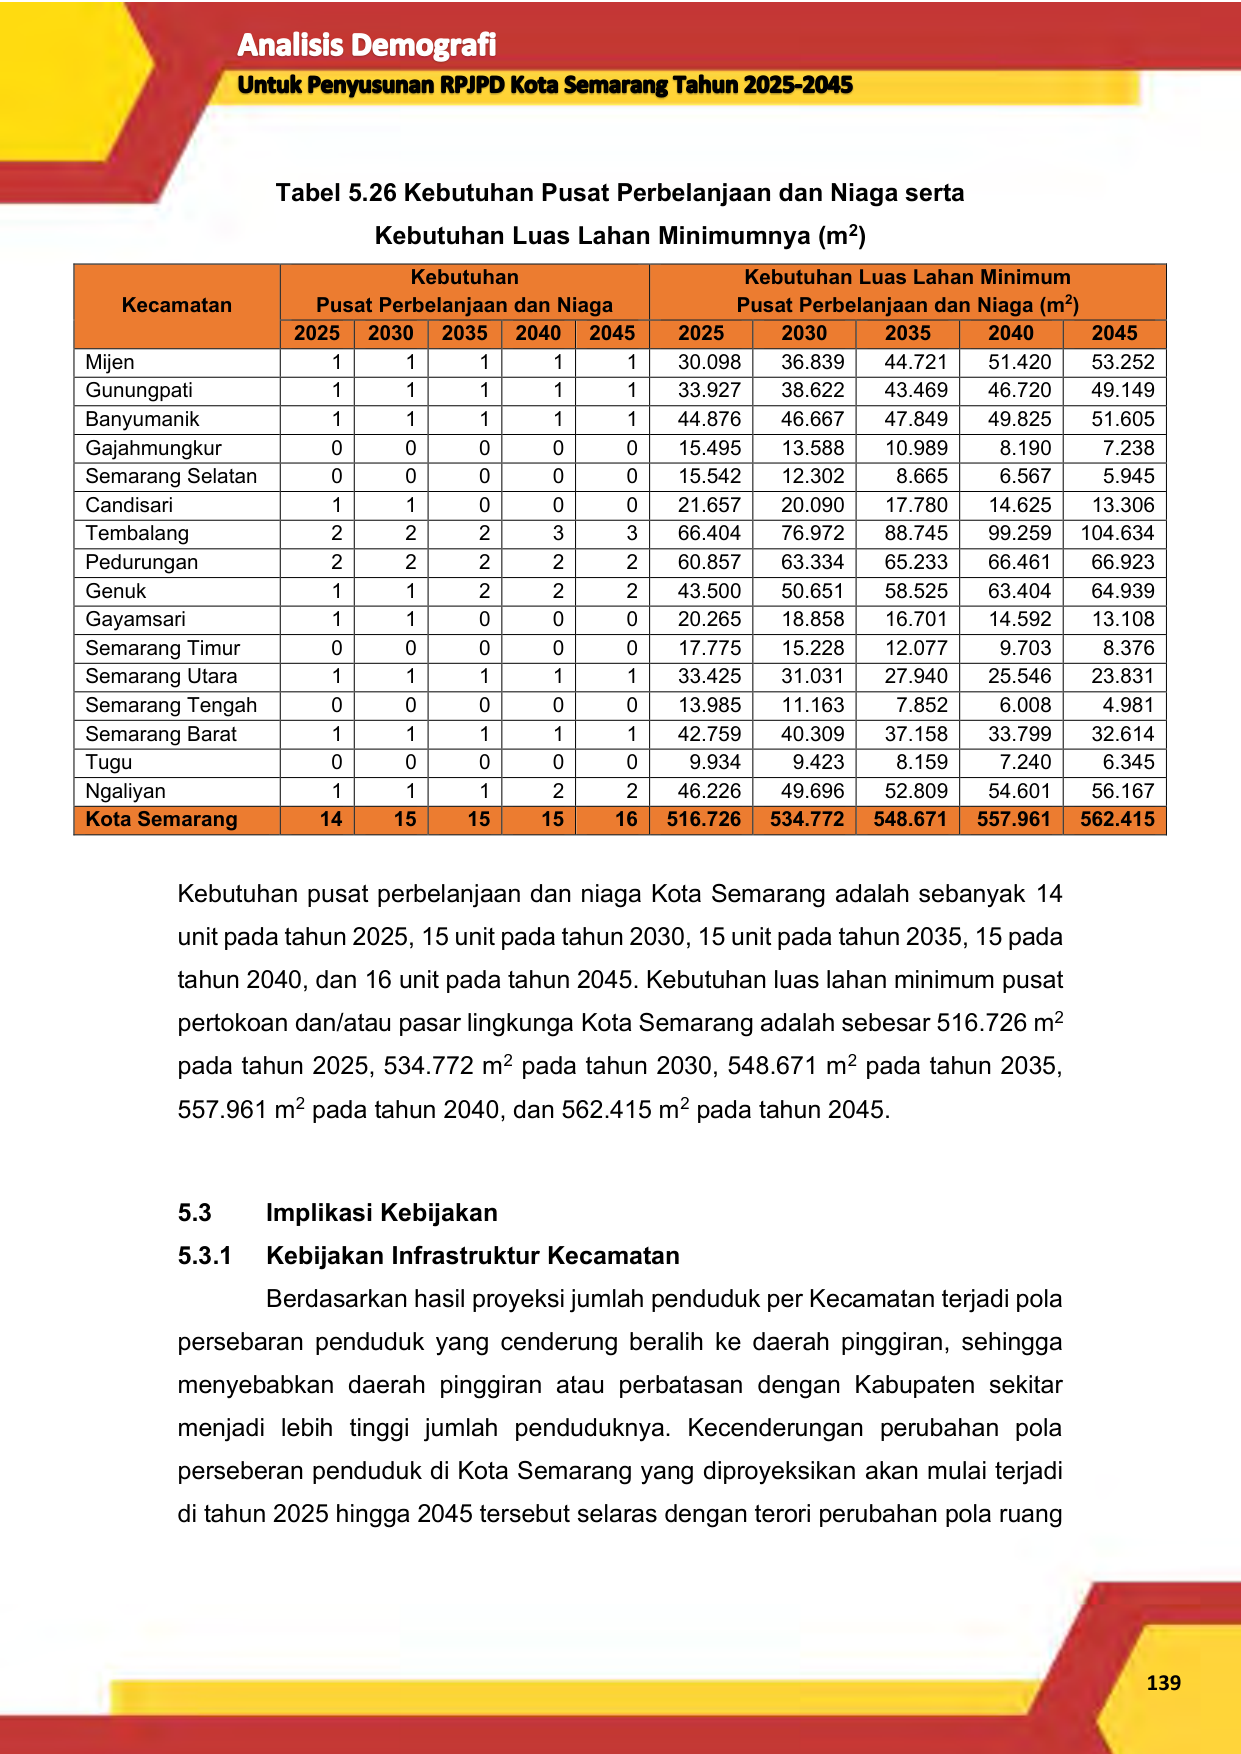 Analisis Demografi
Untuk Penyusunan RPJPD Kota Semarang Tahun 2025-2045
Tabel 5.26 Kebutuhan Pusat Perbelanjaan dan Niaga serta
Kebutuhan Luas Lahan Minimumnya (m²)
Kecamatan Kebutuhan Pusat Perbelanjaan dan Niaga Kebutuhan Luas Lahan Minimum Pusat Perbelanjaan dan Niaga (m²)
2025 2030 2035 2040 2045 2025 2030 2035 2040 2045
Mijen 1 1 1 1 1 30.098 36.839 44.721 51.420 53.252
Gunungpati 1 1 1 1 1 33.927 38.622 43.469 46.720 49.149
Banyumanik 1 1 1 1 1 44.876 46.667 47.849 49.825 51.605
Gajahmungkur 0 0 0 0 0 15.495 13.588 10.989 8.190 7.238
Semarang Selatan 0 0 0 0 0 15.542 12.302 8.665 6.567 5.945
Candisari 1 1 0 0 0 21.657 20.090 17.780 14.625 13.306
Tembalang 2 2 2 3 3 66.404 76.972 88.745 99.259 104.634
Pedurungan 2 2 2 2 2 60.857 63.334 65.233 66.461 66.923
Genuk 1 1 2 2 2 43.500 50.651 58.525 63.404 64.939
Gayamsari 1 1 0 0 0 20.265 18.858 16.701 14.592 13.108
Semarang Timur 0 0 0 0 0 17.775 15.228 12.077 9.703 8.376
Semarang Utara 1 1 1 1 1 33.425 31.031 27.940 25.546 23.831
Semarang Tengah 0 0 0 0 0 13.985 11.163 7.852 6.008 4.981
Semarang Barat 1 1 1 1 1 42.759 40.309 37.158 33.799 32.614
Tugu 0 0 0 0 0 9.934 9.423 8.159 7.240 6.345
Ngaliyan 1 1 1 2 2 46.226 49.696 52.809 54.601 56.167
Kota Semarang 14 15 15 15 16 516.726 534.772 548.671 557.961 562.415
Kebutuhan pusat perbelanjaan dan niaga Kota Semarang adalah sebanyak 14
unit pada tahun 2025, 15 unit pada tahun 2030, 15 unit pada tahun 2035, 15 pada
tahun 2040, dan 16 unit pada tahun 2045. Kebutuhan luas lahan minimum pusat
pertokoan dan/atau pasar lingkunga Kota Semarang adalah sebesar 516.726 m²
pada tahun 2025, 534.772 m² pada tahun 2030, 548.671 m² pada tahun 2035,
557.961 m² pada tahun 2040, dan 562.415 m² pada tahun 2045.
5.3 Implikasi Kebijakan
5.3.1 Kebijakan Infrastruktur Kecamatan
Berdasarkan hasil proyeksi jumlah penduduk per Kecamatan terjadi pola
persebaran penduduk yang cenderung beralih ke daerah pinggiran, sehingga
menyebabkan daerah pinggiran atau perbatasan dengan Kabupaten sekitar
menjadi lebih tinggi jumlah penduduknya. Kecenderungan perubahan pola
perseberan penduduk di Kota Semarang yang diproyeksikan akan mulai terjadi
di tahun 2025 hingga 2045 tersebut selaras dengan terori perubahan pola ruang
139